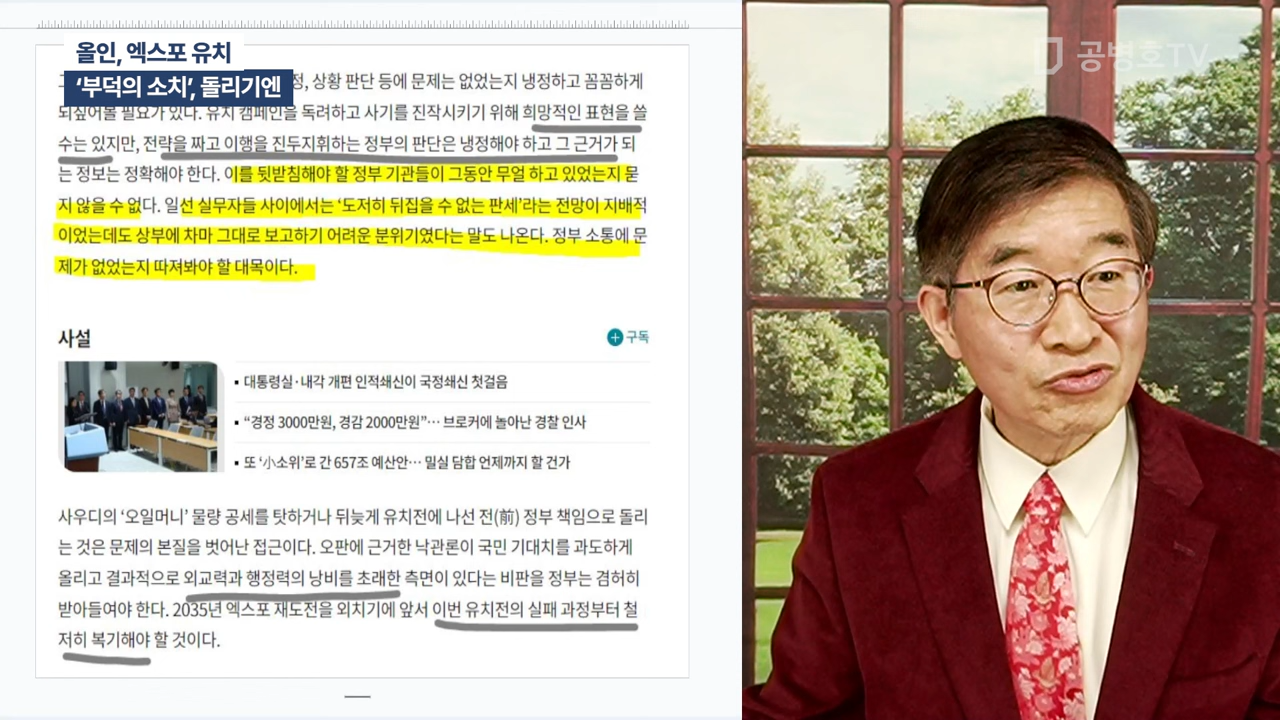 올인, 엑스포 유치
‘부덕의 소치’, 돌리기엔
정, 상황 판단 등에 문제는 없었는지 냉정하고 꼼꼼하게
되짚어볼 필요가 있다. 유치 캠페인을 독려하고 사기를 진작시키기 위해 희망적인 표현을 쓸
수는 있지만, 전략을 짜고 이행을 진두지휘하는 정부의 판단은 냉정해야 하고 그 근거가 되
는 정보는 정확해야 한다. 이를 뒷받침해야 할 정부 기관들이 그동안 무얼 하고 있었는지 묻
지 않을 수 없다. 일선 실무자들 사이에서는 ‘도저히 뒤집을 수 없는 판세’라는 전망이 지배적
이었는데도 상부에 차마 그대로 보고하기 어려운 분위기였다는 말도 나온다. 정부 소통에 문
제가 없었는지 따져봐야 할 대목이다.
사설
+ 구독
▪ 대통령실·내각 개편 인적쇄신이 국정쇄신 첫걸음
▪ “경정 3000만원, 경감 2000만원”… 브로커에 놀아난 경찰 인사
▪ 또 ‘小소위’로 간 657조 예산안… 밀실 담합 언제까지 할 건가
사우디의 ‘오일머니’ 물량 공세를 탓하거나 뒤늦게 유치전에 나선 전(前) 정부 책임으로 돌리
는 것은 문제의 본질을 벗어난 접근이다. 오판에 근거한 낙관론이 국민 기대치를 과도하게
올리고 결과적으로 외교력과 행정력의 낭비를 초래한 측면이 있다는 비판을 정부는 겸허히
받아들여야 한다. 2035년 엑스포 재도전을 외치기에 앞서 이번 유치전의 실패 과정부터 철
저히 복기해야 할 것이다.
공병호TV